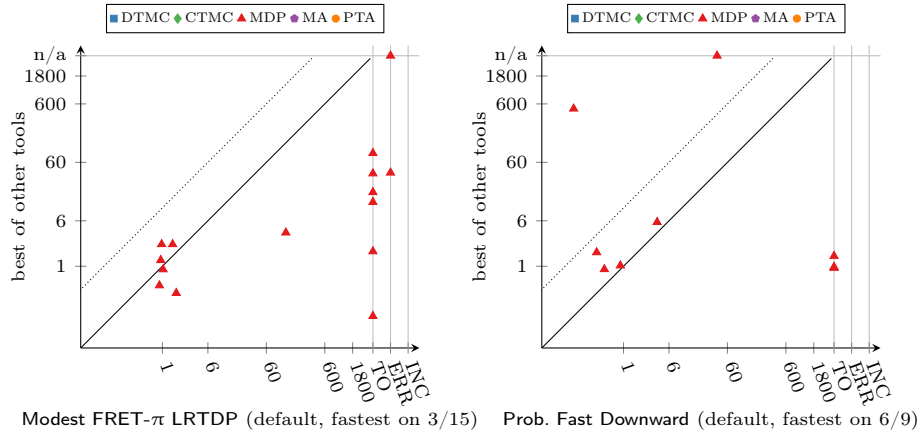 DTMC CTMC MDP MA PTA
n/a
1800
600
60
6
1
best of other tools
1 6 60 600 1800 TO ERR INC
Modest FRET-π LRTDP (default, fastest on 3/15)
DTMC CTMC MDP MA PTA
n/a
1800
600
60
6
1
best of other tools
1 6 60 600 1800 TO ERR INC
Prob. Fast Downward (default, fastest on 6/9)